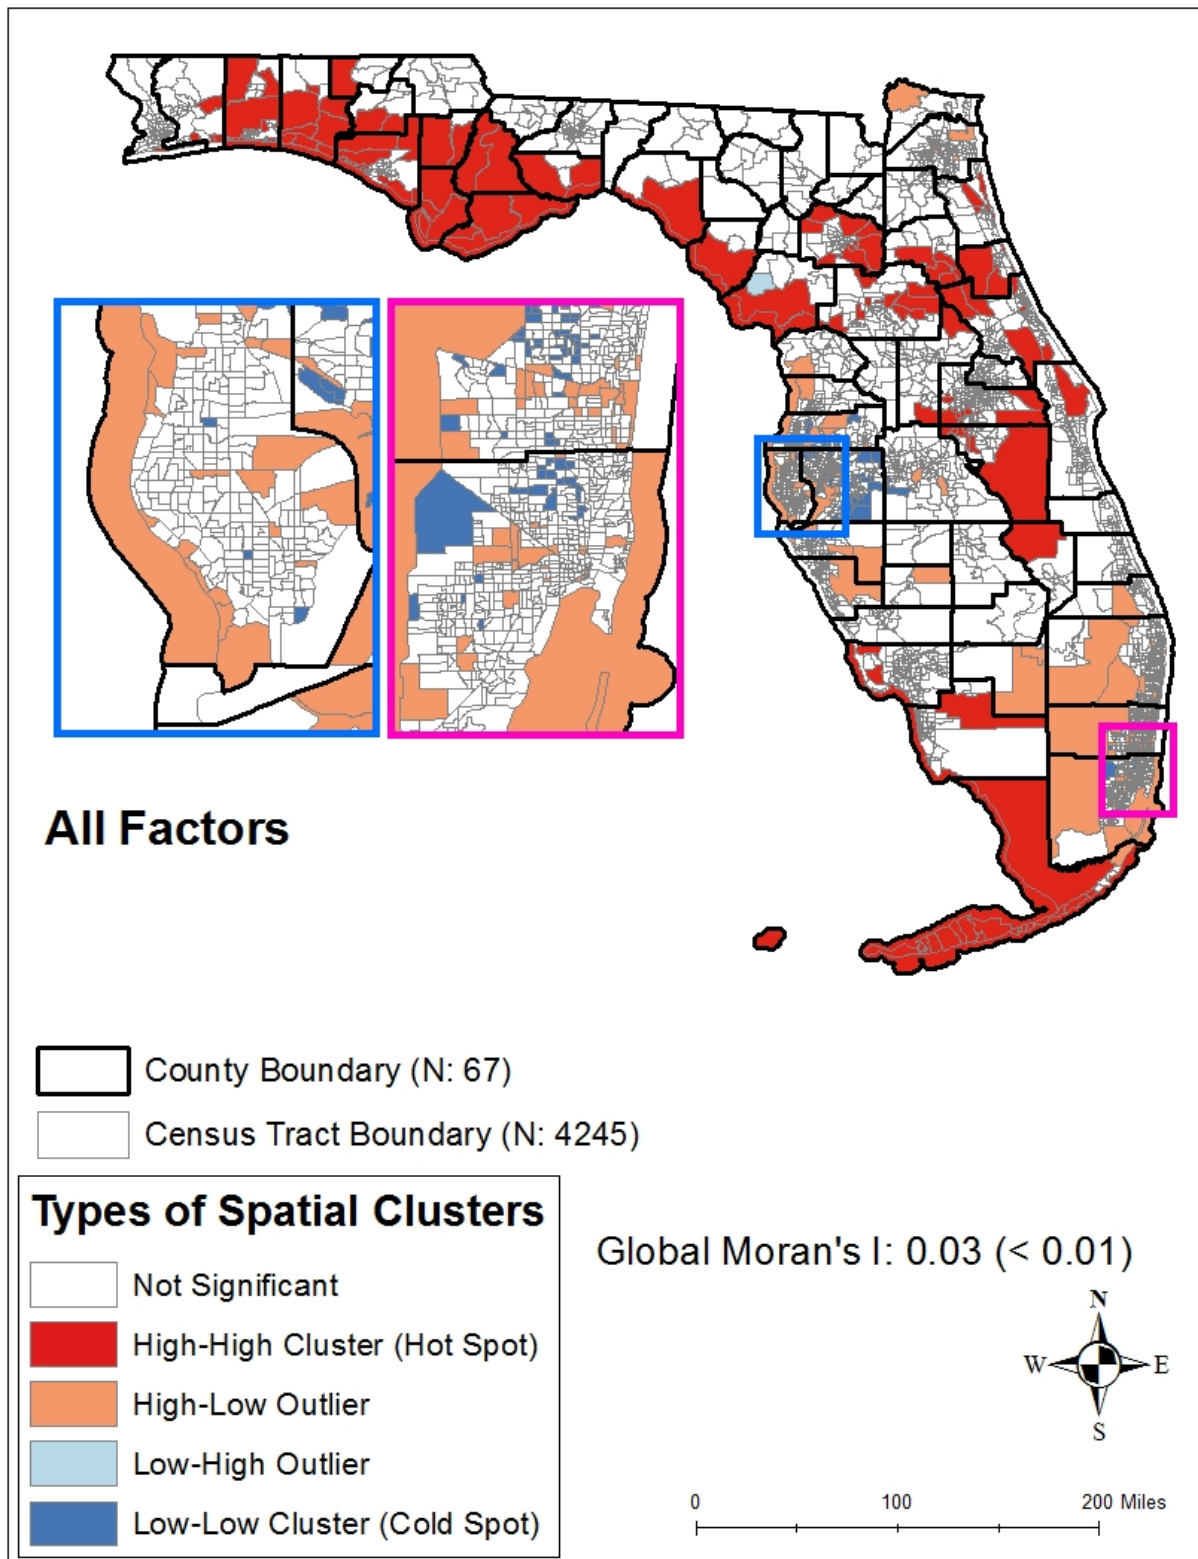 All Factors
County Boundary (N: 67)
Census Tract Boundary (N: 4245)
Types of Spatial Clusters
Not Significant
High-High Cluster (Hot Spot)
High-Low Outlier
Low-High Outlier
Low-Low Cluster (Cold Spot)
Global Moran's I: 0.03 (< 0.01)
N
W E
S
0 100 200 Miles